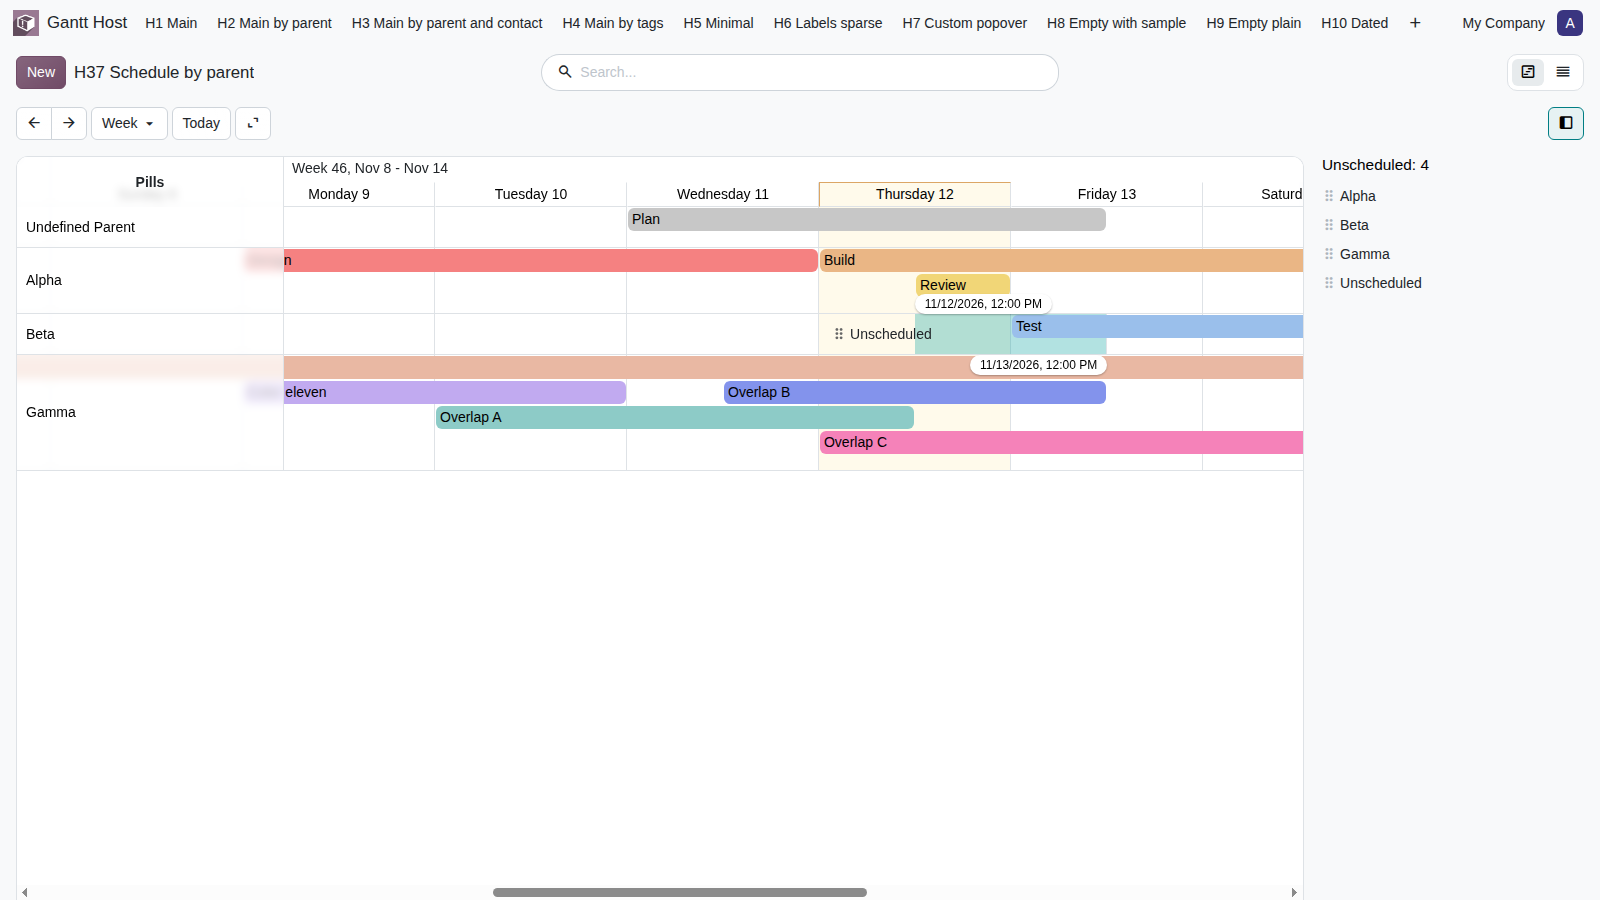 Gantt Host H1 Main H2 Main by parent H3 Main by parent and contact H4 Main by tags H5 Minimal H6 Labels sparse H7 Custom popover H8 Empty with sample H9 Empty plain H10 Dated + My Company A
New H37 Schedule by parent Search...
Week Today
Week 46, Nov 8 - Nov 14
Pills
Monday 9 Tuesday 10 Wednesday 11 Thursday 12 Friday 13 Saturd
Undefined Parent Plan
n Build
Alpha
Review
11/12/2026, 12:00 PM
Beta Unscheduled Test
11/13/2026, 12:00 PM
eleven Overlap B
Gamma
Overlap A
Overlap C
Unscheduled: 4
Alpha
Beta
Gamma
Unscheduled